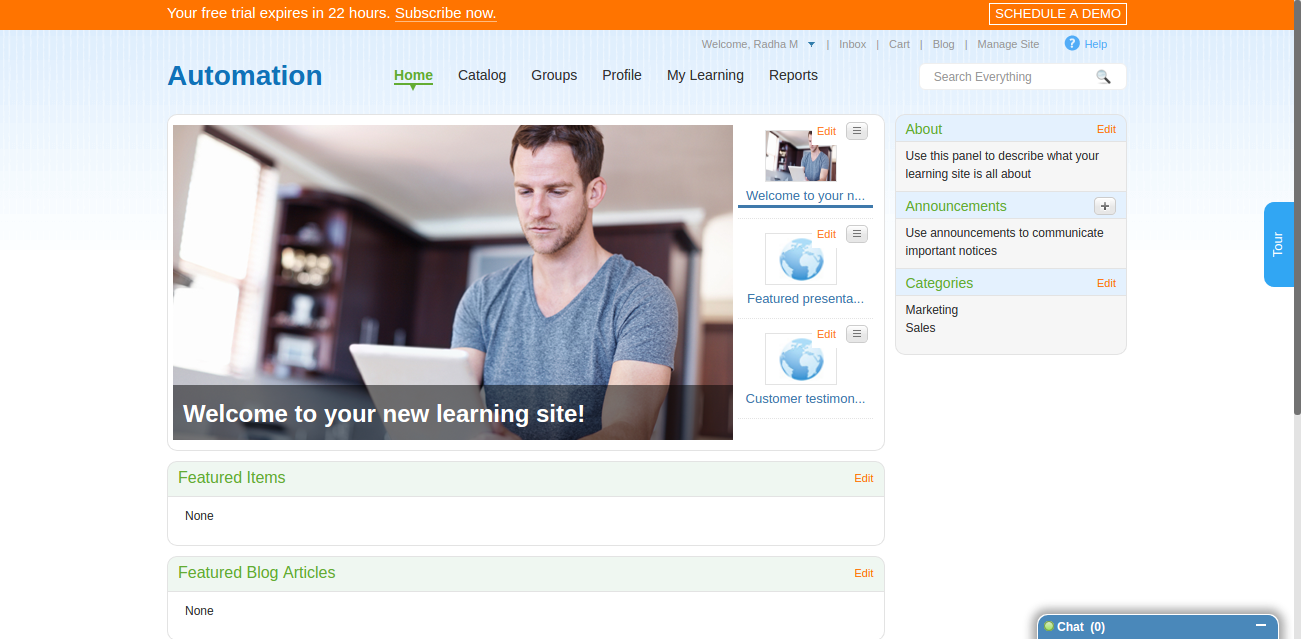 Your free trial expires in 22 hours. Subscribe now.
SCHEDULE A DEMO
Welcome, Radha M | Inbox | Cart | Blog | Manage Site ? Help
Automation
Home Catalog Groups Profile My Learning Reports
Search Everything
Edit
Welcome to your n...
Edit
Featured presenta...
Edit
Customer testimon...
Welcome to your new learning site!
About Edit
Use this panel to describe what your
learning site is all about
Announcements +
Use announcements to communicate
important notices
Categories Edit
Marketing
Sales
Tour
Featured Items Edit
None
Featured Blog Articles Edit
None
Chat (0)